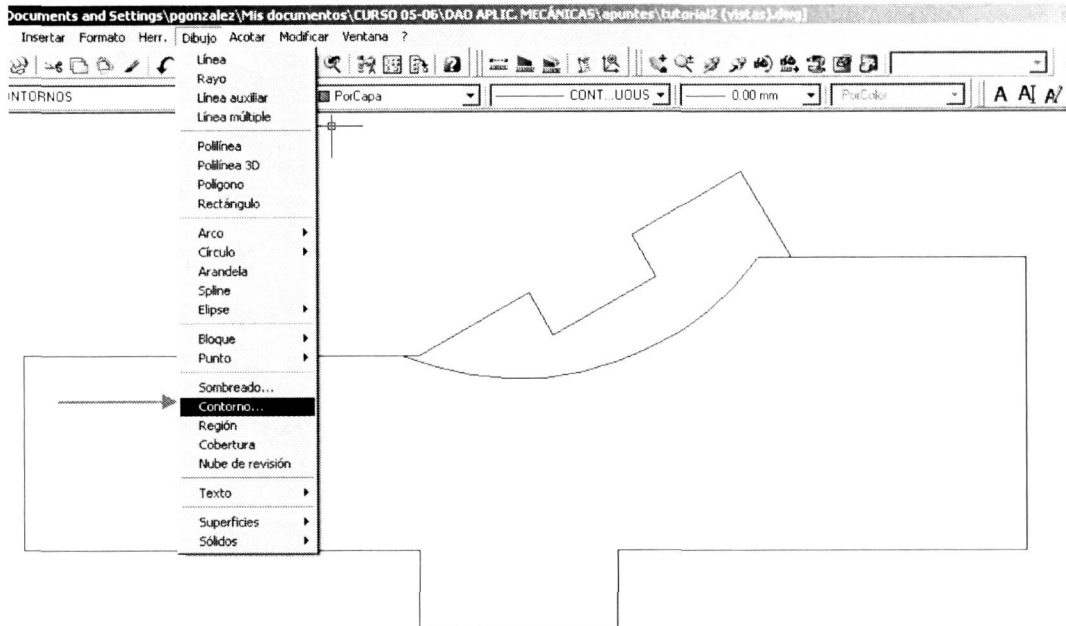 Documents and Settings\pgonzalez\Mis documentos\CURSO 05-06\DAO APLIC. MECÁNICAS\apuntes\tutorial2 (vistas).dwg]
Insertar Formato Herr. Dibujo Acotar Modificar Ventana ?
NTORNOS PorCapa CONT...UOUS 0.00 mm PorColor A AI A/
Línea
Rayo
Línea auxiliar
Línea múltiple
Polilínea
Polilínea 3D
Polígono
Rectángulo
Arco
Círculo
Arandela
Spline
Elipse
Bloque
Punto
Sombreado...
Contorno...
Región
Cobertura
Nube de revisión
Texto
Superficies
Sólidos